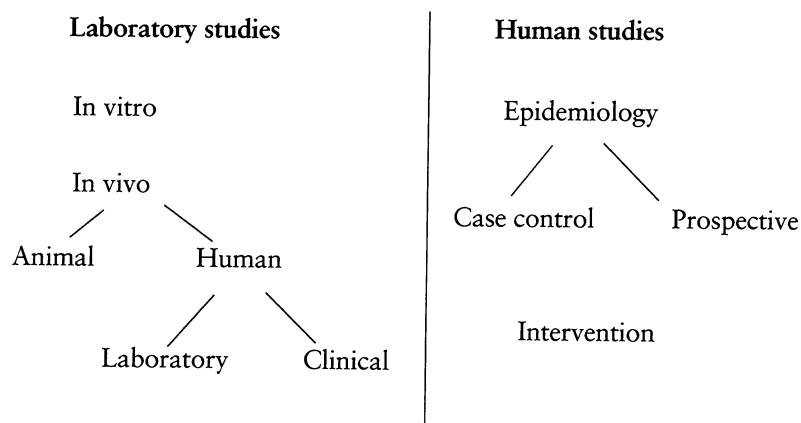 Laboratory studies
In vitro
In vivo
Animal
Human
Laboratory
Clinical
Human studies
Epidemiology
Case control
Prospective
Intervention